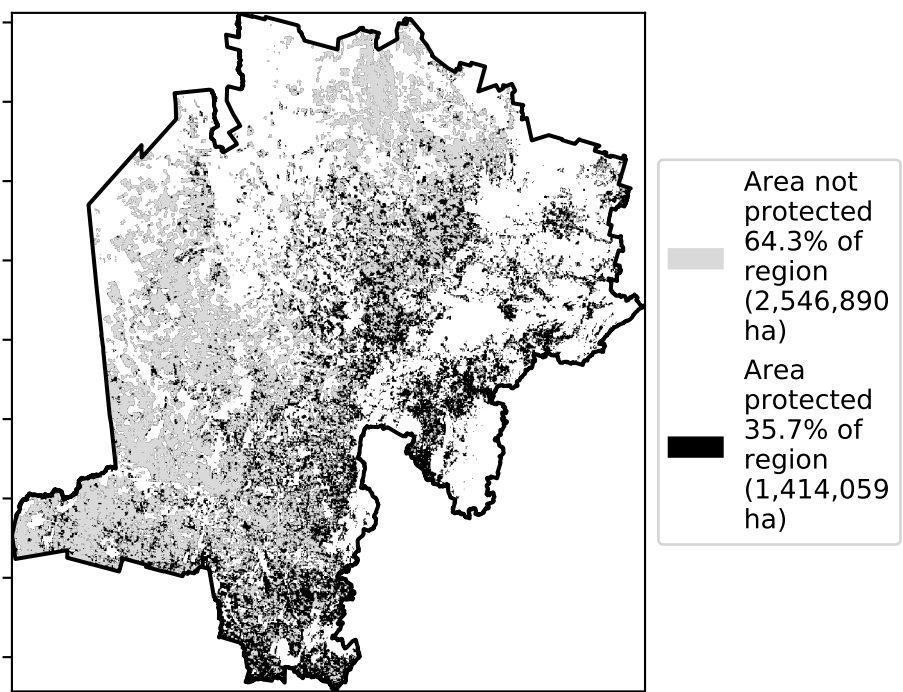 Area not
protected
64.3% of
region
(2,546,890
ha)
Area
protected
35.7% of
region
(1,414,059
ha)